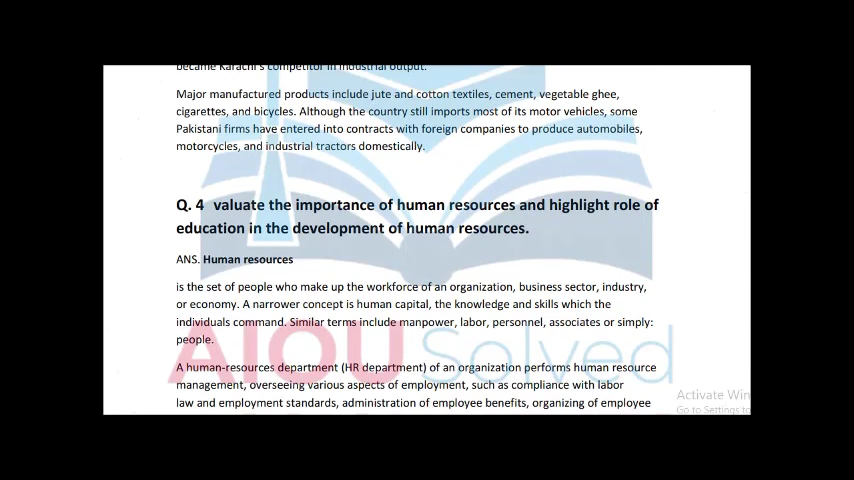 became Karachi's competitor in industrial output.
Major manufactured products include jute and cotton textiles, cement, vegetable ghee,
cigarettes, and bicycles. Although the country still imports most of its motor vehicles, some
Pakistani firms have entered into contracts with foreign companies to produce automobiles,
motorcycles, and industrial tractors domestically.
Q. 4 valuate the importance of human resources and highlight role of
education in the development of human resources.
ANS. Human resources
is the set of people who make up the workforce of an organization, business sector, industry,
or economy. A narrower concept is human capital, the knowledge and skills which the
individuals command. Similar terms include manpower, labor, personnel, associates or simply:
people.
AIOU Solved
A human-resources department (HR department) of an organization performs human resource
management, overseeing various aspects of employment, such as compliance with labor
law and employment standards, administration of employee benefits, organizing of employee
Activate Win
Go to Settings to